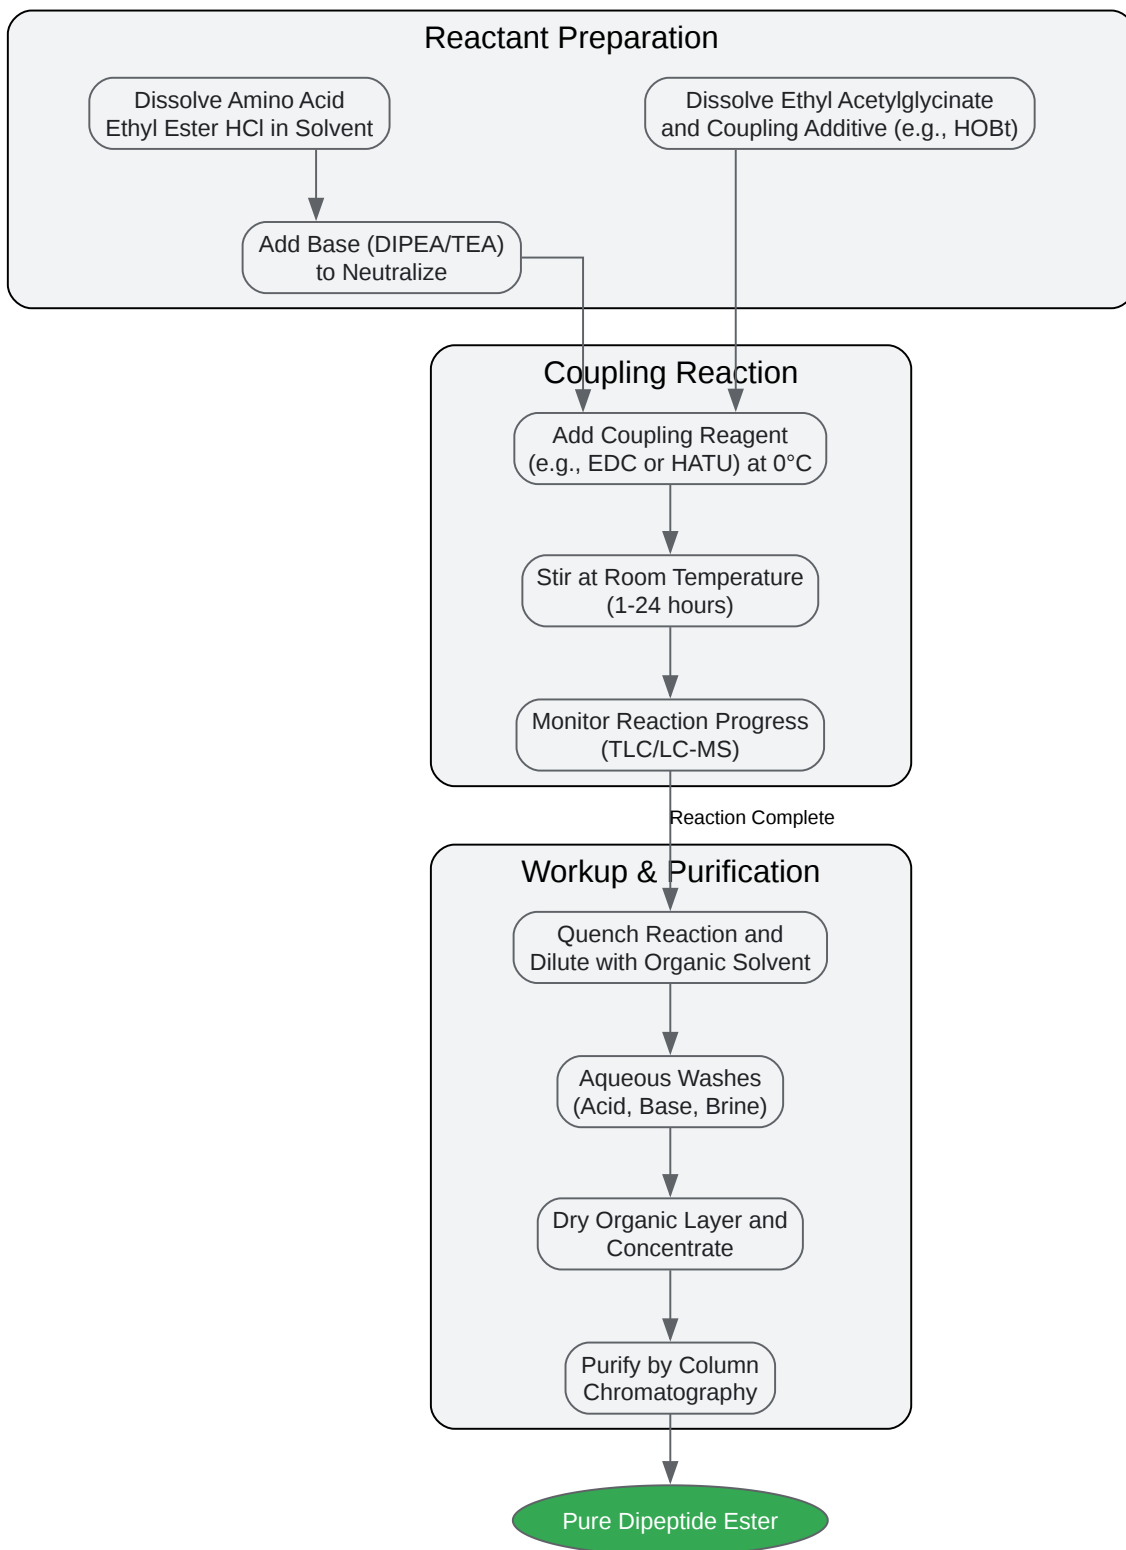 Reactant Preparation
Dissolve Amino Acid
Ethyl Ester HCl in Solvent
Dissolve Ethyl Acetylglycinate
and Coupling Additive (e.g., HOBt)
Add Base (DIPEA/TEA)
to Neutralize
Coupling Reaction
Add Coupling Reagent
(e.g., EDC or HATU) at 0°C
Stir at Room Temperature
(1-24 hours)
Monitor Reaction Progress
(TLC/LC-MS)
Reaction Complete
Workup & Purification
Quench Reaction and
Dilute with Organic Solvent
Aqueous Washes
(Acid, Base, Brine)
Dry Organic Layer and
Concentrate
Purify by Column
Chromatography
Pure Dipeptide Ester